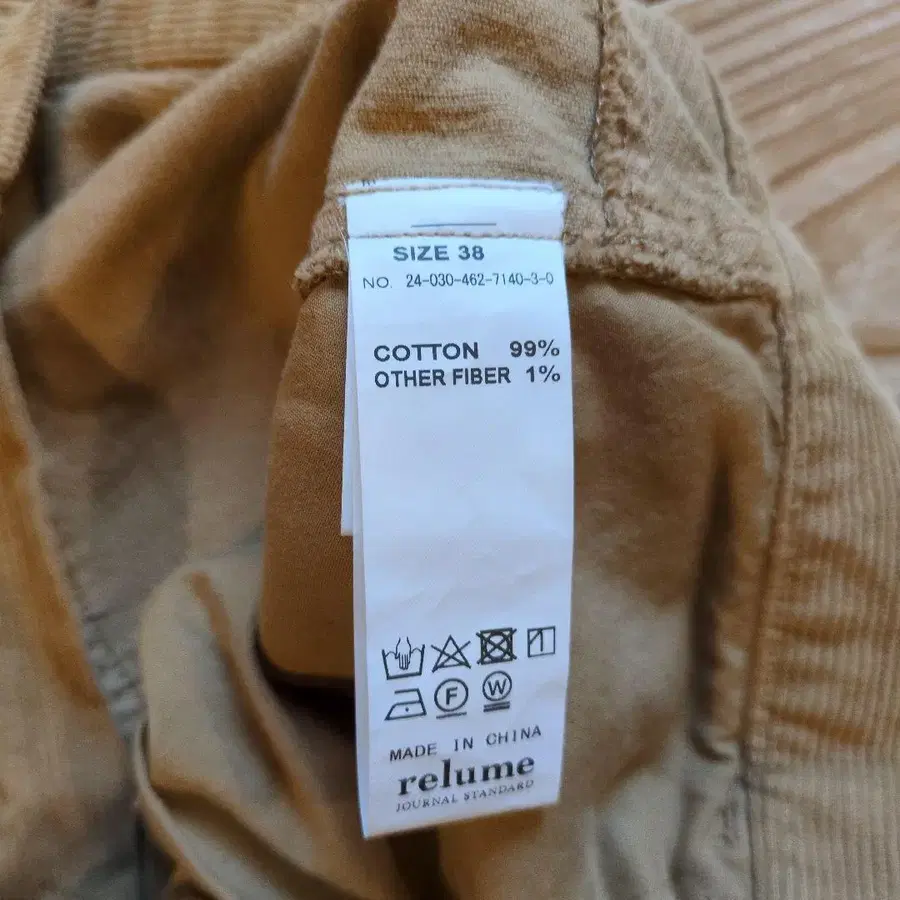 SIZE 38
NO. 24-030-462-7140-3-0
COTTON 99%
OTHER FIBER 1%
F W
MADE IN CHINA
relume
JOURNAL STANDARD